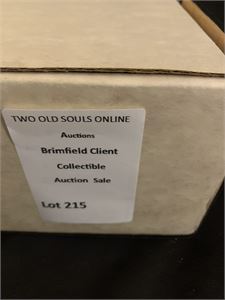 TWO OLD SOULS ONLINE
Auctions
Brimfield Client
Collectible
Auction Sale
Lot 215